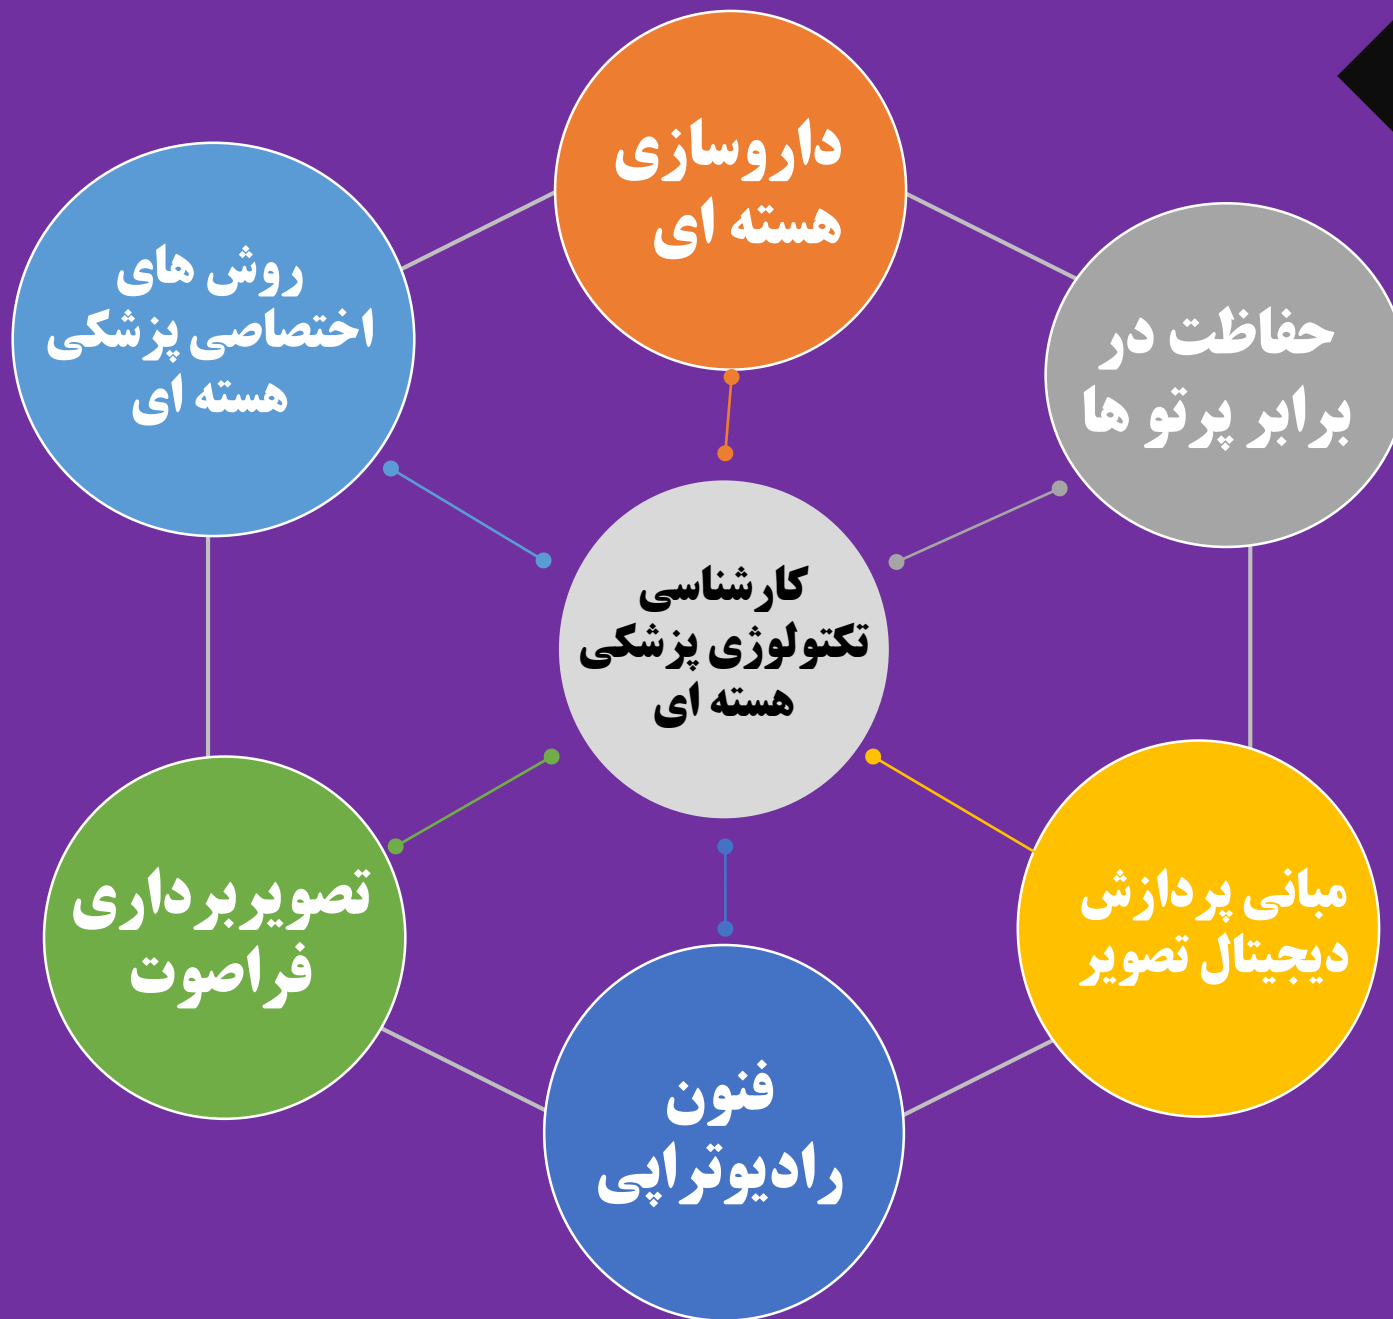 داروسازی
هسته ای
حفاظت در
برابر پرتو ها
روش های
اختصاصی پزشکی
هسته ای
کارشناسی
تکتولوژی پزشکی
هسته ای
مبانی پردازش
دیجیتال تصویر
تصویربرداری
فراصوت
فنون
رادیوتراپی